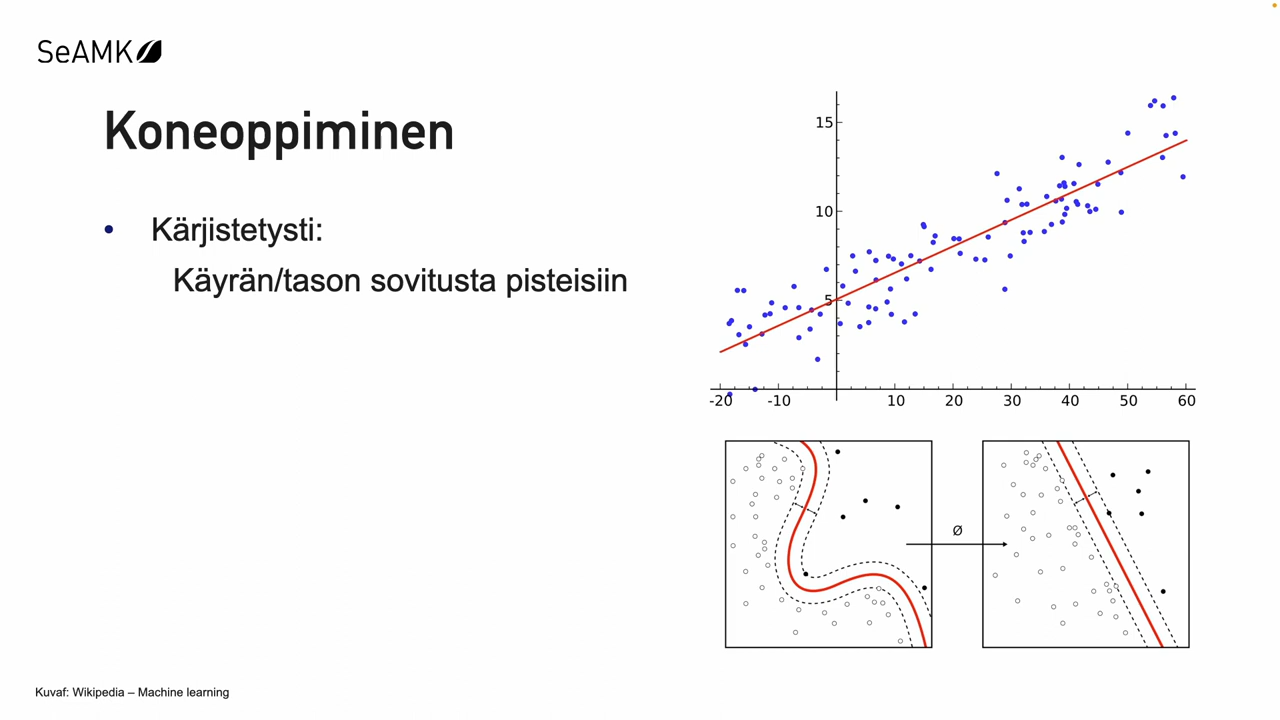 SeAMK
Koneoppiminen
• Kärjistetysti:
Käyrän/tason sovitusta pisteisiin
15
10
5
-20 -10 10 20 30 40 50 60
Ø
Kuvaf: Wikipedia – Machine learning